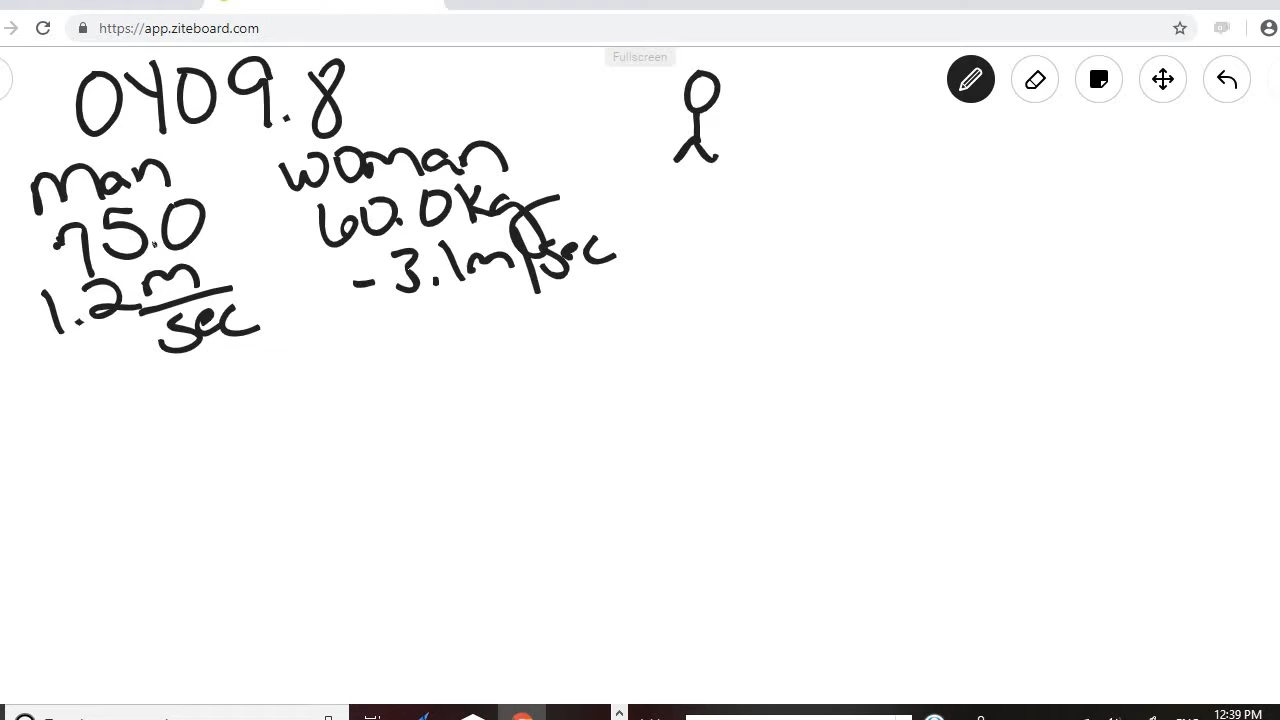 https://app.ziteboard.com
Fullscreen
0409.8
man woman
75.0 60.0kg
1.2 m/sec -3.1m/sec
12:39 PM